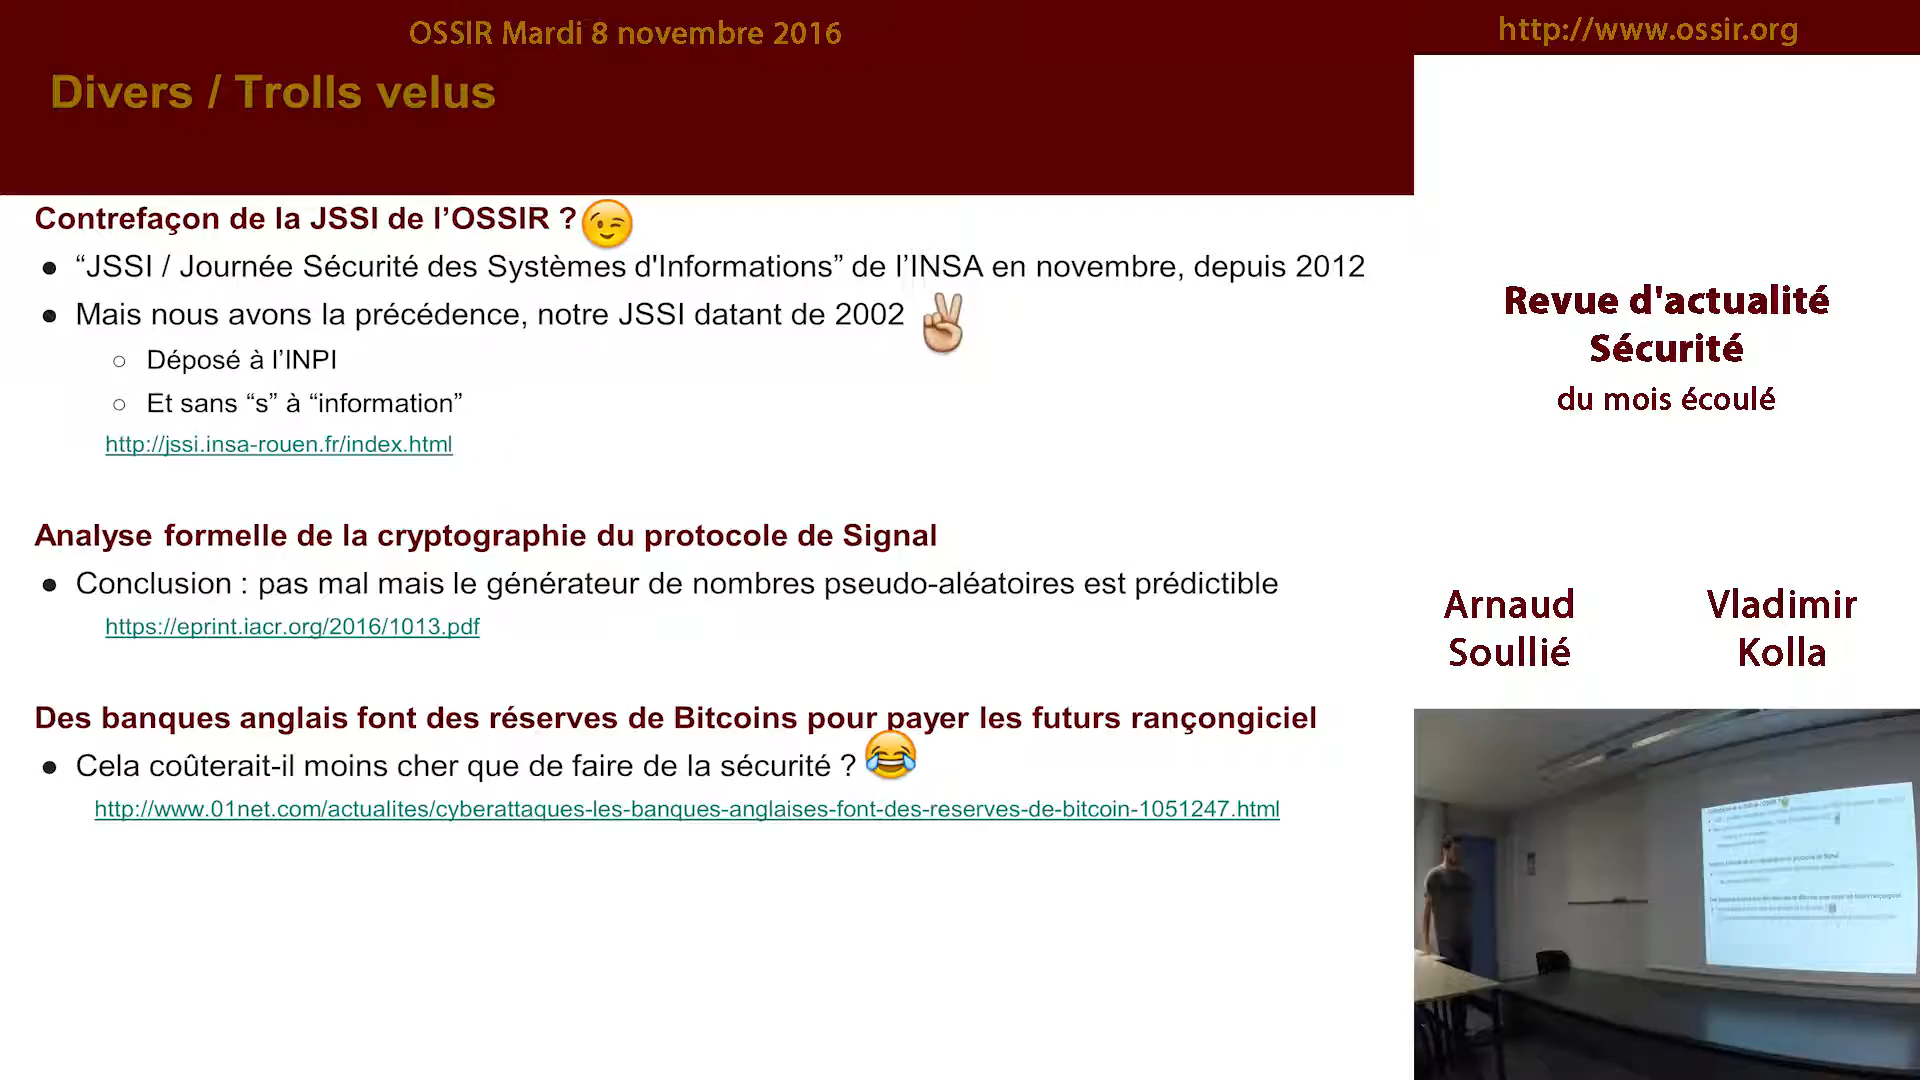 OSSIR Mardi 8 novembre 2016
http://www.ossir.org
Divers / Trolls velus
Contrefaçon de la JSSI de l’OSSIR ?
● “JSSI / Journée Sécurité des Systèmes d'Informations” de l’INSA en novembre, depuis 2012
● Mais nous avons la précédence, notre JSSI datant de 2002
○ Déposé à l’INPI
○ Et sans “s” à “information”
http://jssi.insa-rouen.fr/index.html
Analyse formelle de la cryptographie du protocole de Signal
● Conclusion : pas mal mais le générateur de nombres pseudo-aléatoires est prédictible
https://eprint.iacr.org/2016/1013.pdf
Des banques anglais font des réserves de Bitcoins pour payer les futurs rançongiciel
● Cela coûterait-il moins cher que de faire de la sécurité ?
http://www.01net.com/actualites/cyberattaques-les-banques-anglaises-font-des-reserves-de-bitcoin-1051247.html
Revue d'actualité
Sécurité
du mois écoulé
Arnaud
Soullié
Vladimir
Kolla